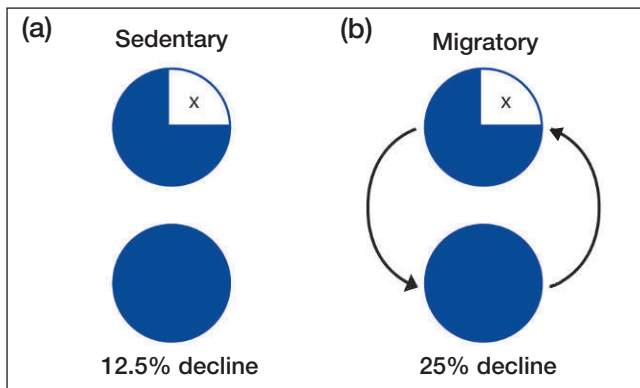 (a)
Sedentary
x
12.5% decline
(b)
Migratory
x
25% decline